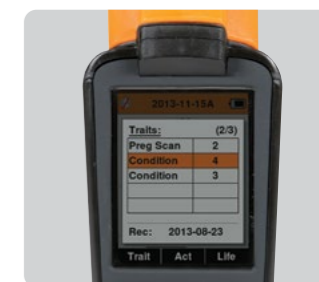 2013-11-15A
Traits: (2/3)
Preg Scan 2
Condition 4
Condition 3
Rec: 2013-08-23
Trait Act Life